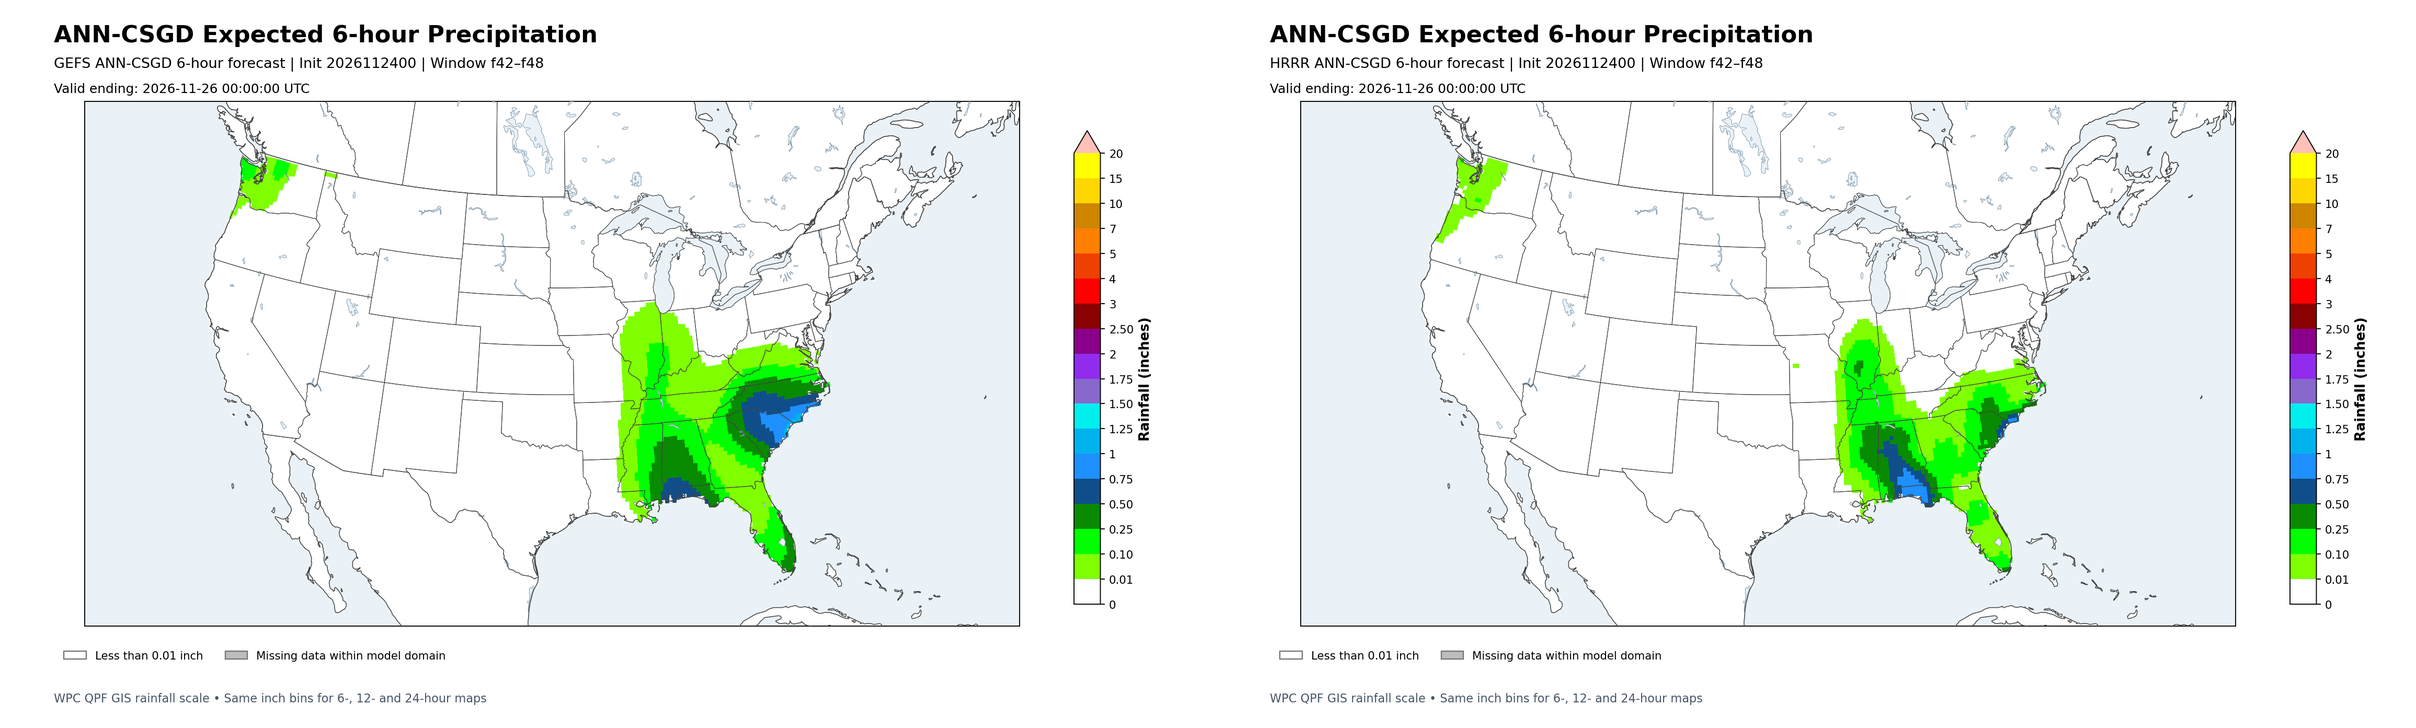 ANN-CSGD Expected 6-hour Precipitation
GEFS ANN-CSGD 6-hour forecast | Init 2026112400 | Window f42–f48
Valid ending: 2026-11-26 00:00:00 UTC
20
15
10
7
5
4
3
2.50
2
1.75
1.50
1.25
1
0.75
0.50
0.25
0.10
0.01
0
Rainfall (inches)
Less than 0.01 inch
Missing data within model domain
WPC QPF GIS rainfall scale • Same inch bins for 6-, 12- and 24-hour maps
ANN-CSGD Expected 6-hour Precipitation
HRRR ANN-CSGD 6-hour forecast | Init 2026112400 | Window f42–f48
Valid ending: 2026-11-26 00:00:00 UTC
20
15
10
7
5
4
3
2.50
2
1.75
1.50
1.25
1
0.75
0.50
0.25
0.10
0.01
0
Rainfall (inches)
Less than 0.01 inch
Missing data within model domain
WPC QPF GIS rainfall scale • Same inch bins for 6-, 12- and 24-hour maps